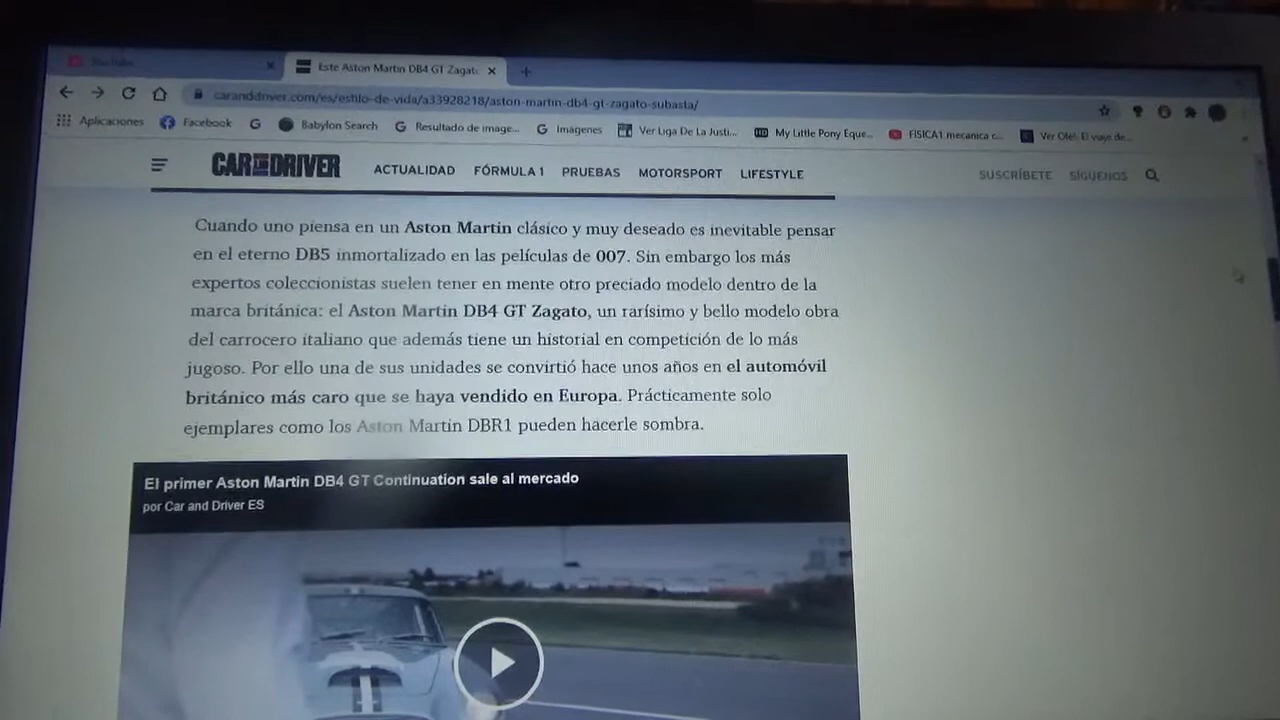 YouTube
Este Aston Martin DB4 GT Zagato
caranddriver.com/es/estilo-de-vida/a33928218/aston-martin-db4-gt-zagato-subasta/
Aplicaciones Facebook Babylon Search Resultado de image... Imágenes Ver Liga De La Justi... HD My Little Pony Eque... FISICA1 mecanica c... Ver Olé!. El viaje de...
CAR AND DRIVER ACTUALIDAD FÓRMULA 1 PRUEBAS MOTORSPORT LIFESTYLE SUSCRÍBETE SÍGUENOS
Cuando uno piensa en un Aston Martin clásico y muy deseado es inevitable pensar
en el eterno DB5 inmortalizado en las películas de 007. Sin embargo los más
expertos coleccionistas suelen tener en mente otro preciado modelo dentro de la
marca británica: el Aston Martin DB4 GT Zagato, un rarísimo y bello modelo obra
del carrocero italiano que además tiene un historial en competición de lo más
jugoso. Por ello una de sus unidades se convirtió hace unos años en el automóvil
británico más caro que se haya vendido en Europa. Prácticamente solo
ejemplares como los Aston Martin DBR1 pueden hacerle sombra.
El primer Aston Martin DB4 GT Continuation sale al mercado
por Car and Driver ES